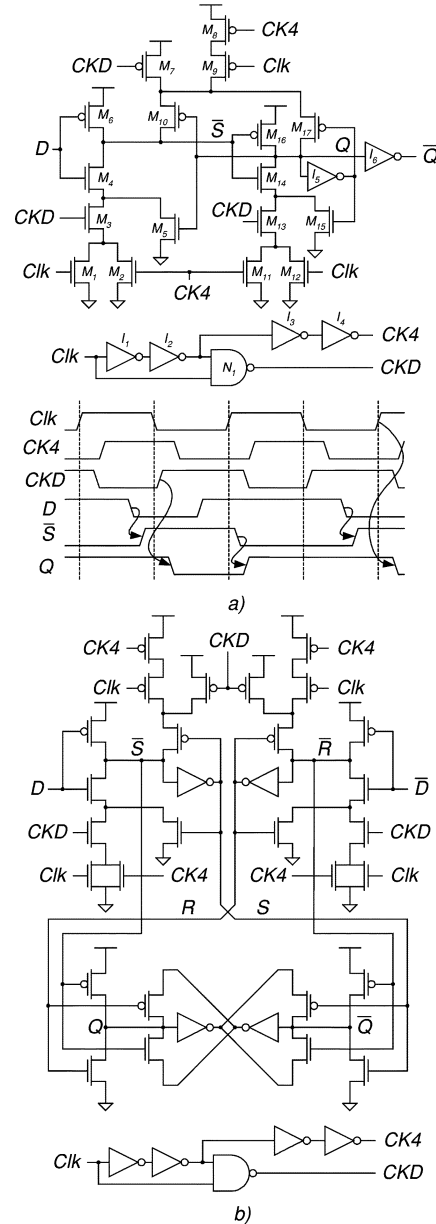 a)
M8
CK4
CKD
M7
M9
Clk
M6
M10
S̅
M16
M17
Q
D
I6
Q̅
M4
M14
I5
CKD
M3
M5
CKD
M13
M15
Clk
M1
M2
M11
M12
Clk
CK4
I3
I4
CK4
Clk
I1
I2
N1
CKD
Clk
CK4
CKD
D
S̅
Q
a)
CK4
CKD
CK4
Clk
Clk
S̅
R̅
D
D̅
CKD
CKD
Clk
CK4
CK4
Clk
R
S
Q
Q̅
Clk
CK4
CKD
b)